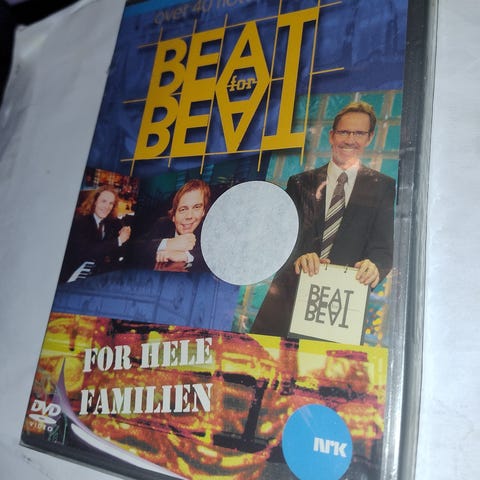 over 40
BEAT
for
BEAT
BEAT
BEAT
FOR HELE
FAMILIEN
DVD
VIDEO
NRK